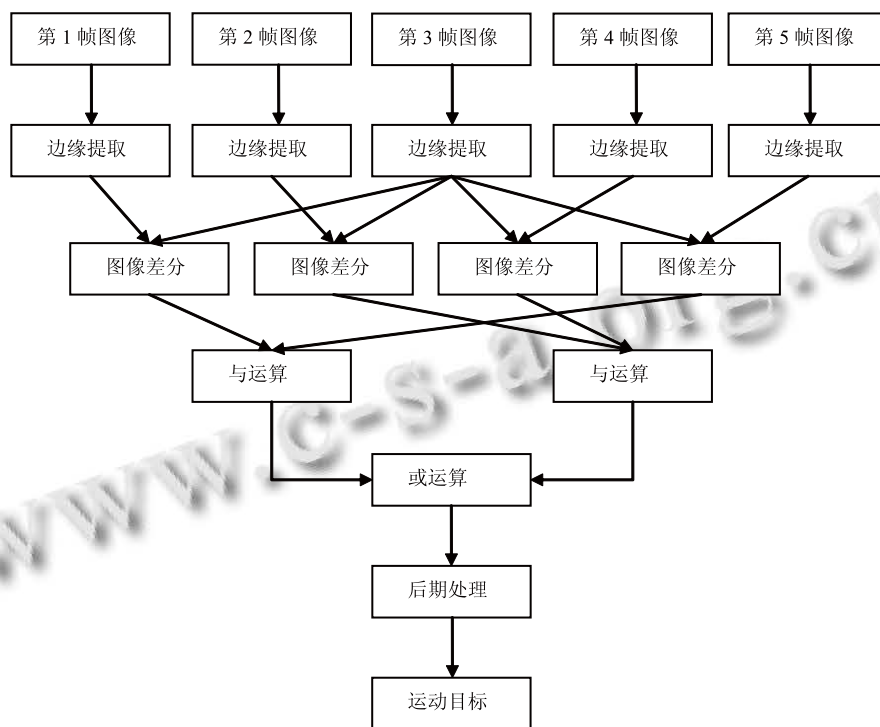 第 1 帧图像
第 2 帧图像
第 3 帧图像
第 4 帧图像
第 5 帧图像
边缘提取
边缘提取
边缘提取
边缘提取
边缘提取
图像差分
图像差分
图像差分
图像差分
与运算
与运算
或运算
后期处理
运动目标
www.c-s-a.org.cn